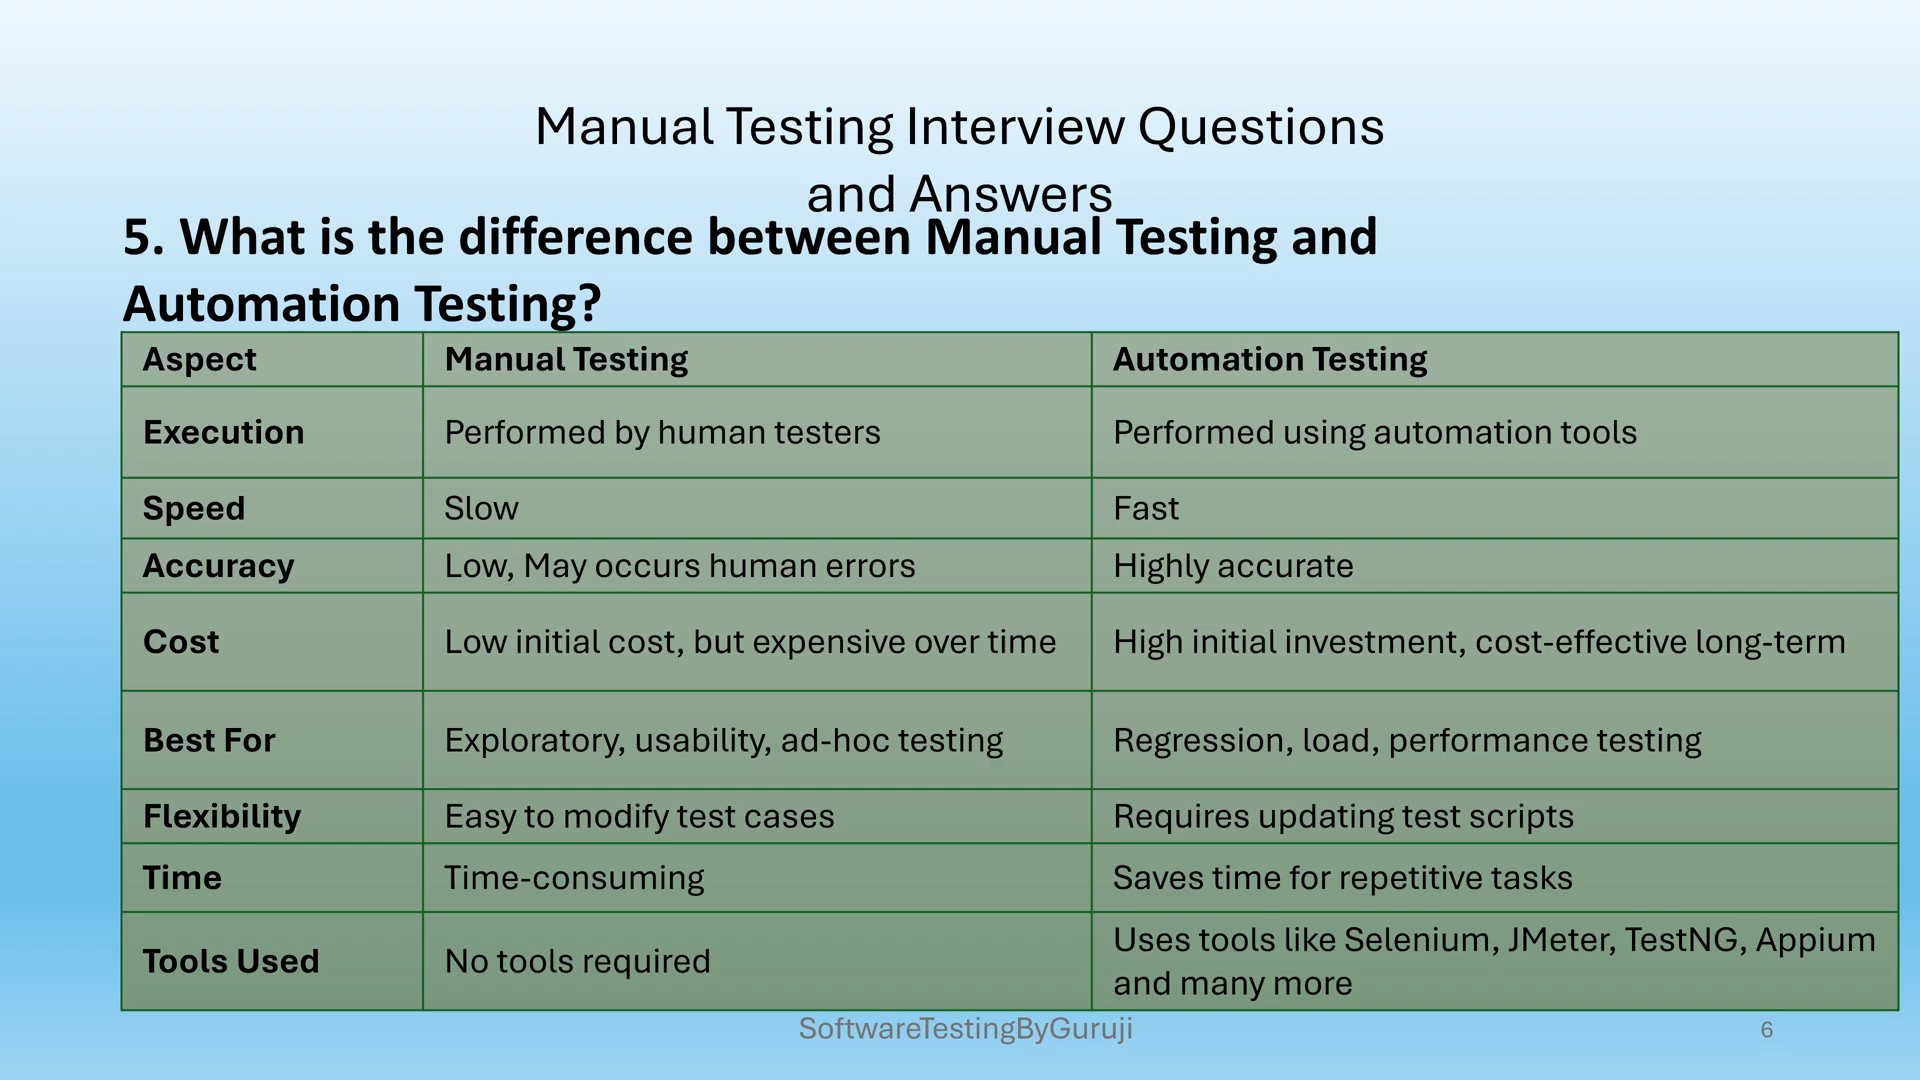 Manual Testing Interview Questions
and Answers
5. What is the difference between Manual Testing and
Automation Testing?
Aspect Manual Testing Automation Testing
Execution Performed by human testers Performed using automation tools
Speed Slow Fast
Accuracy Low, May occurs human errors Highly accurate
Cost Low initial cost, but expensive over time High initial investment, cost-effective long-term
Best For Exploratory, usability, ad-hoc testing Regression, load, performance testing
Flexibility Easy to modify test cases Requires updating test scripts
Time Time-consuming Saves time for repetitive tasks
Tools Used No tools required Uses tools like Selenium, JMeter, TestNG, Appium
and many more
SoftwareTestingByGuruji 6